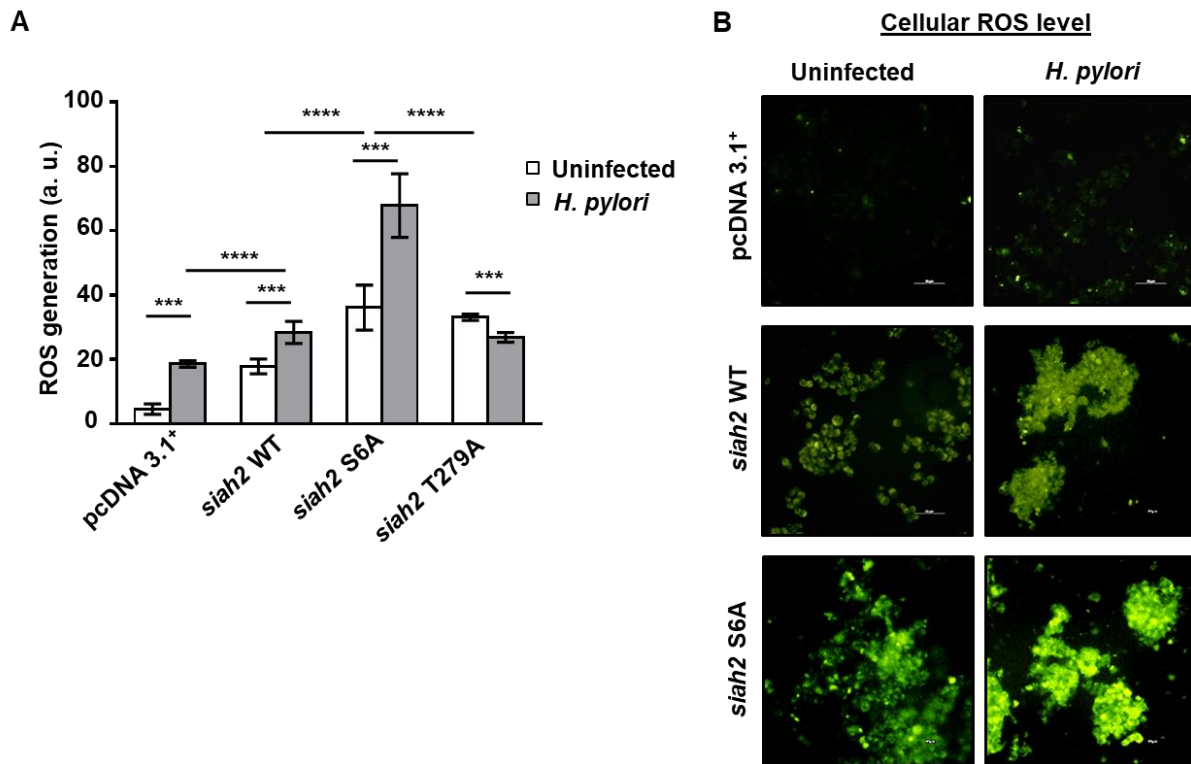 A
ROS generation (a. u.)
100
80
60
40
20
0
****
****
***
****
***
***
***
Uninfected
H. pylori
pcDNA 3.1⁺
siah2 WT
siah2 S6A
siah2 T279A
B
Cellular ROS level
Uninfected
H. pylori
pcDNA 3.1⁺
siah2 WT
siah2 S6A